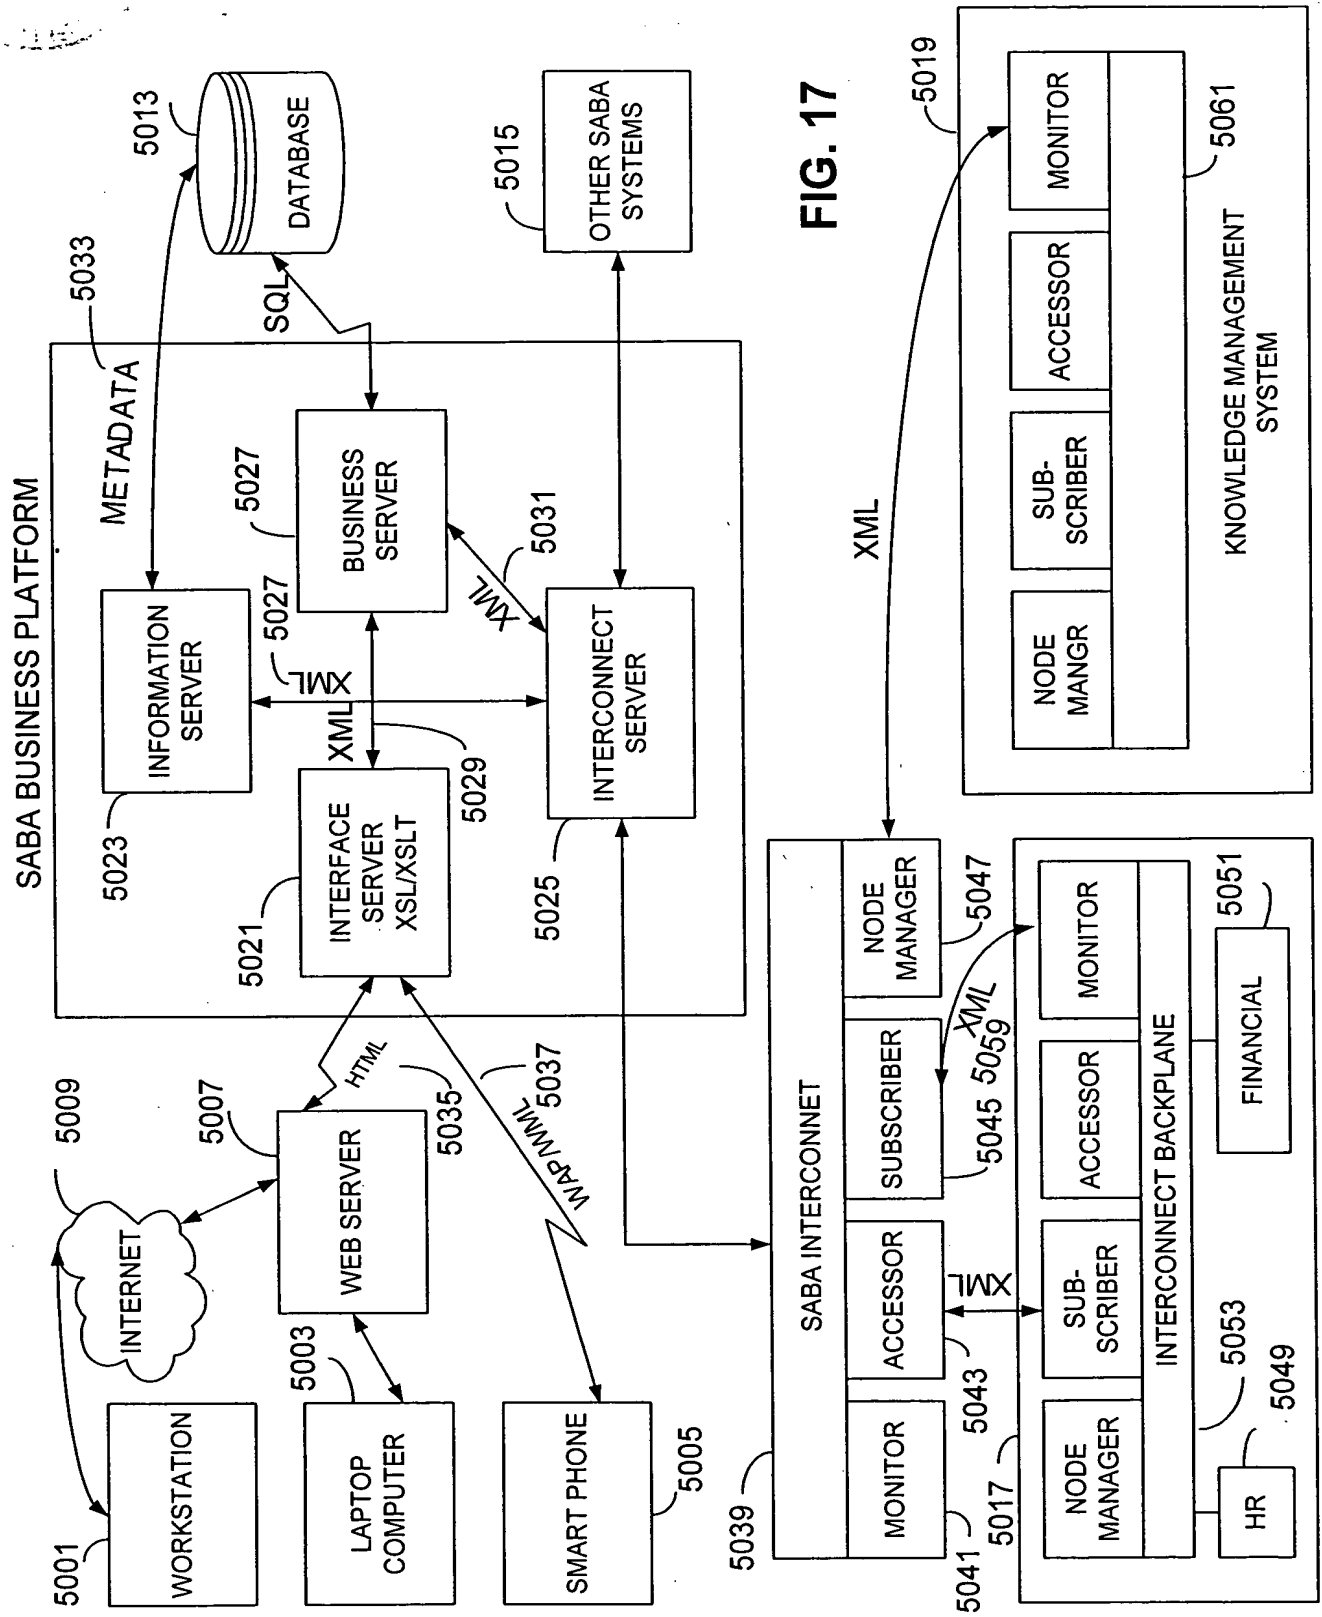 SABA BUSINESS PLATFORM
5001
WORKSTATION
5009
INTERNET
5003
LAPTOP
COMPUTER
5007
WEB SERVER
SMART PHONE
5005
HTML
5035
WAP/WML
5037
5023
INFORMATION
SERVER
METADATA
5033
5013
DATABASE
SQL
5021
INTERFACE
SERVER
XSL/XSLT
XML
5029
XML
5027
5027
BUSINESS
SERVER
XML
5031
5025
INTERCONNECT
SERVER
5015
OTHER SABA
SYSTEMS
FIG. 17
5039
SABA INTERCONNET
MONITOR
5041
ACCESSOR
5043
SUBSCRIBER
5045
NODE
MANAGER
5047
XML
XML
5059
XML
5017
NODE
MANAGER
SUB-
SCRIBER
ACCESSOR
MONITOR
INTERCONNECT BACKPLANE
5053
HR
5049
FINANCIAL
5051
5019
NODE
MANGR
SUB-
SCRIBER
ACCESSOR
MONITOR
5061
KNOWLEDGE MANAGEMENT
SYSTEM